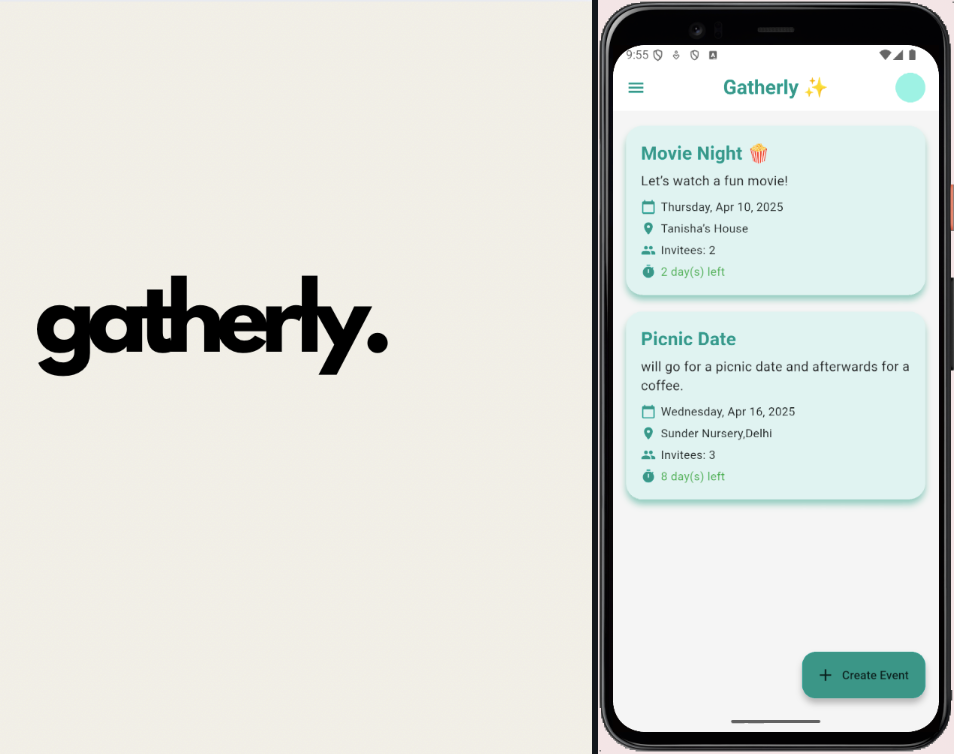 gatherly.
9:55
Gatherly ✨
Movie Night 🍿
Let's watch a fun movie!
Thursday, Apr 10, 2025
Tanisha's House
Invitees: 2
2 day(s) left
Picnic Date
will go for a picnic date and afterwards for a
coffee.
Wednesday, Apr 16, 2025
Sunder Nursery,Delhi
Invitees: 3
8 day(s) left
+ Create Event